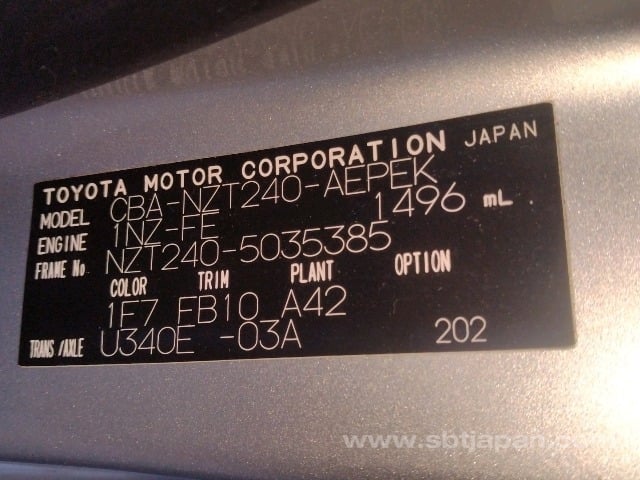 TOYOTA MOTOR CORPORATION JAPAN
MODEL CBA-NZT240-AEPEK
ENGINE 1NZ-FE 1496 mL
FRAME No NZT240-5035385
COLOR TRIM PLANT OPTION
1F7 FB10 A42
TRANS/AXLE U340E -03A 202
www.sbtjapan.com